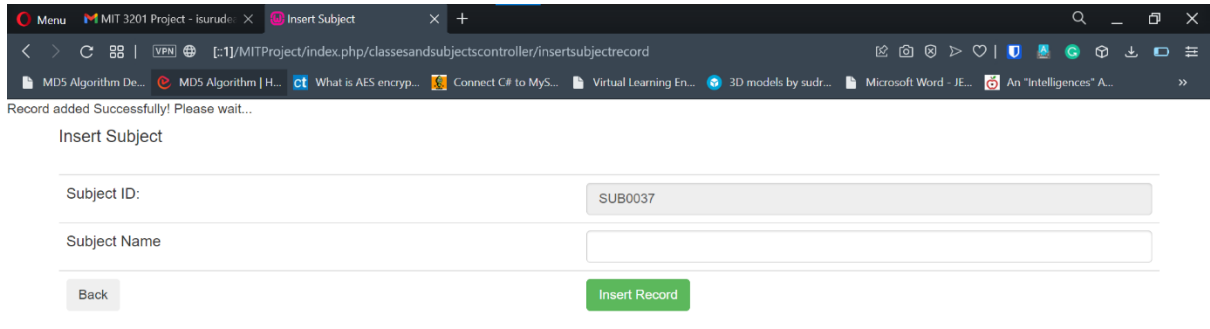 Menu MIT 3201 Project - isurude Insert Subject
VPN [::1]/MITProject/index.php/classesandsubjectscontroller/insertsubjectrecord
MD5 Algorithm De... MD5 Algorithm | H... ct What is AES encryp... Connect C# to MyS... Virtual Learning En... 3D models by sudr... Microsoft Word - JE... An "Intelligences" A... »
Record added Successfully! Please wait...
Insert Subject
Subject ID: SUB0037
Subject Name
Back Insert Record